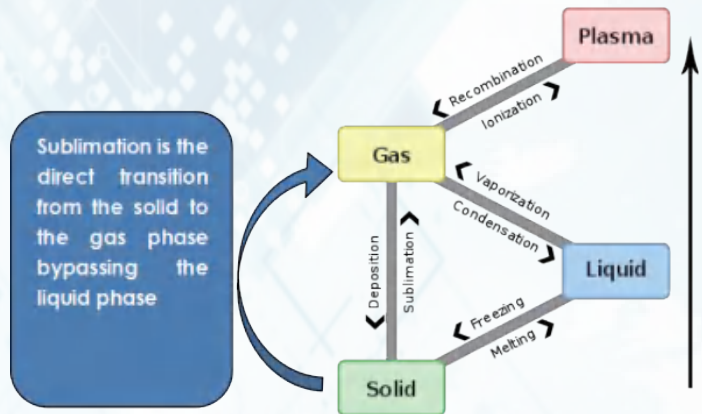 Plasma
Recombination
Ionization
Sublimation is the
direct transition
from the solid to
the gas phase
bypassing the
liquid phase
Gas
Vaporization
Condensation
Deposition
Sublimation
Liquid
Freezing
Melting
Solid